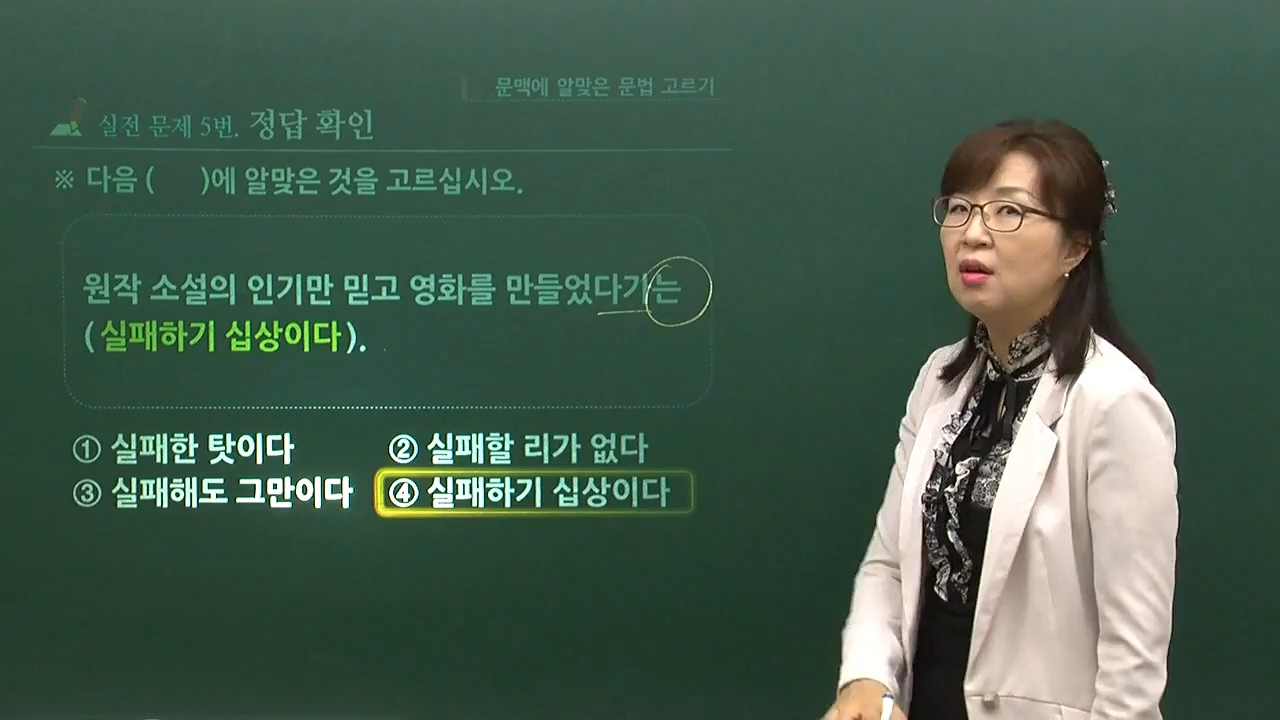 문맥에 알맞은 문법 고르기
실전 문제 5번. 정답 확인
※ 다음 (      )에 알맞은 것을 고르십시오.
원작 소설의 인기만 믿고 영화를 만들었다가는
(실패하기 십상이다).
① 실패한 탓이다
② 실패할 리가 없다
③ 실패해도 그만이다
④ 실패하기 십상이다